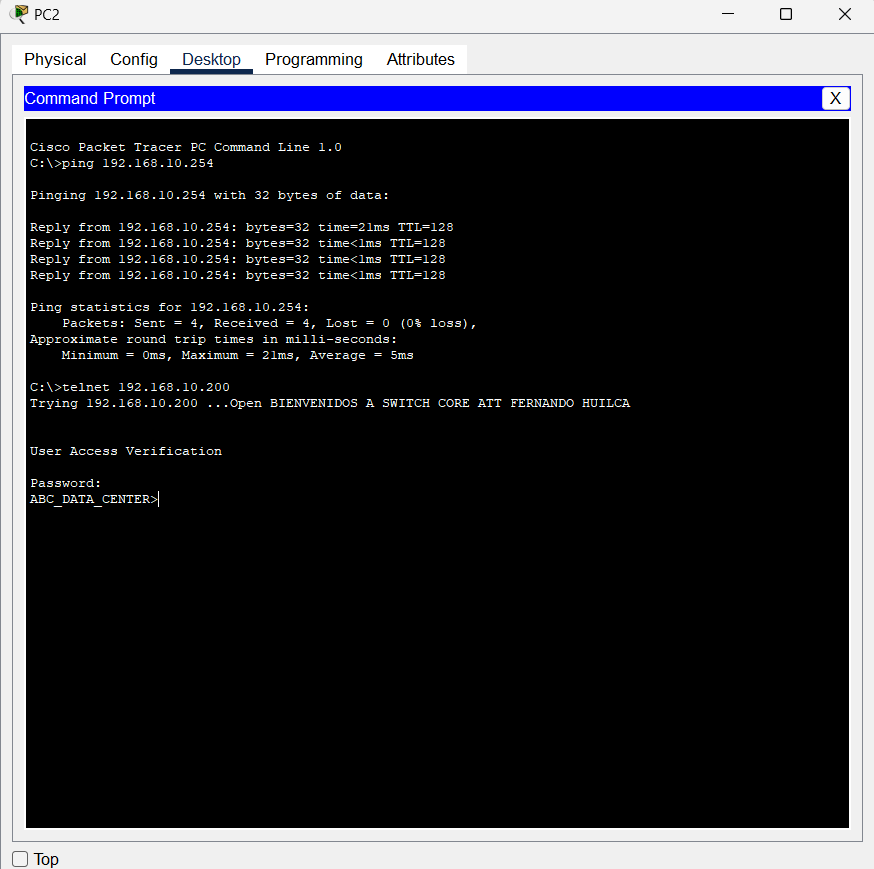 PC2
Physical Config Desktop Programming Attributes
Command Prompt X
Cisco Packet Tracer PC Command Line 1.0
C:\>ping 192.168.10.254
Pinging 192.168.10.254 with 32 bytes of data:
Reply from 192.168.10.254: bytes=32 time=21ms TTL=128
Reply from 192.168.10.254: bytes=32 time<1ms TTL=128
Reply from 192.168.10.254: bytes=32 time<1ms TTL=128
Reply from 192.168.10.254: bytes=32 time<1ms TTL=128
Ping statistics for 192.168.10.254:
    Packets: Sent = 4, Received = 4, Lost = 0 (0% loss),
Approximate round trip times in milli-seconds:
    Minimum = 0ms, Maximum = 21ms, Average = 5ms
C:\>telnet 192.168.10.200
Trying 192.168.10.200 ...Open BIENVENIDOS A SWITCH CORE ATT FERNANDO HUILCA
User Access Verification
Password:
ABC_DATA_CENTER>
Top